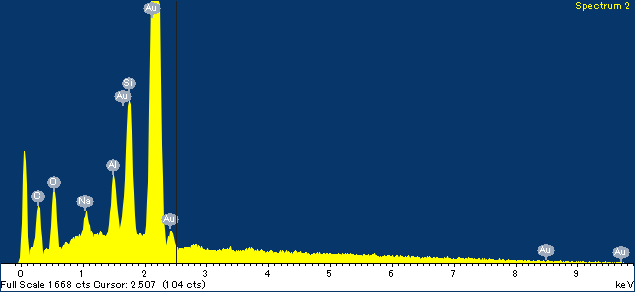 Spectrum 2
Au
Si
Au
Al
O
C
Na
Au
Au
Au
0 1 2 3 4 5 6 7 8 9
Full Scale 1668 cts Cursor: 2.507 (104 cts) keV